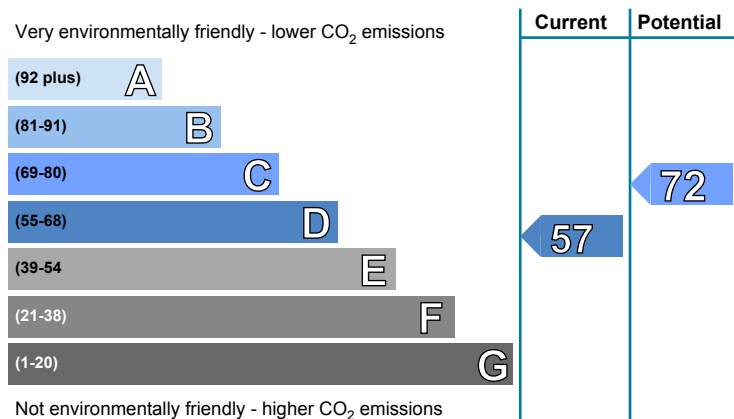 Current Potential
Very environmentally friendly - lower CO2 emissions
(92 plus) A
(81-91) B
(69-80) C
72
(55-68) D
57
(39-54 E
(21-38) F
(1-20) G
Not environmentally friendly - higher CO2 emissions